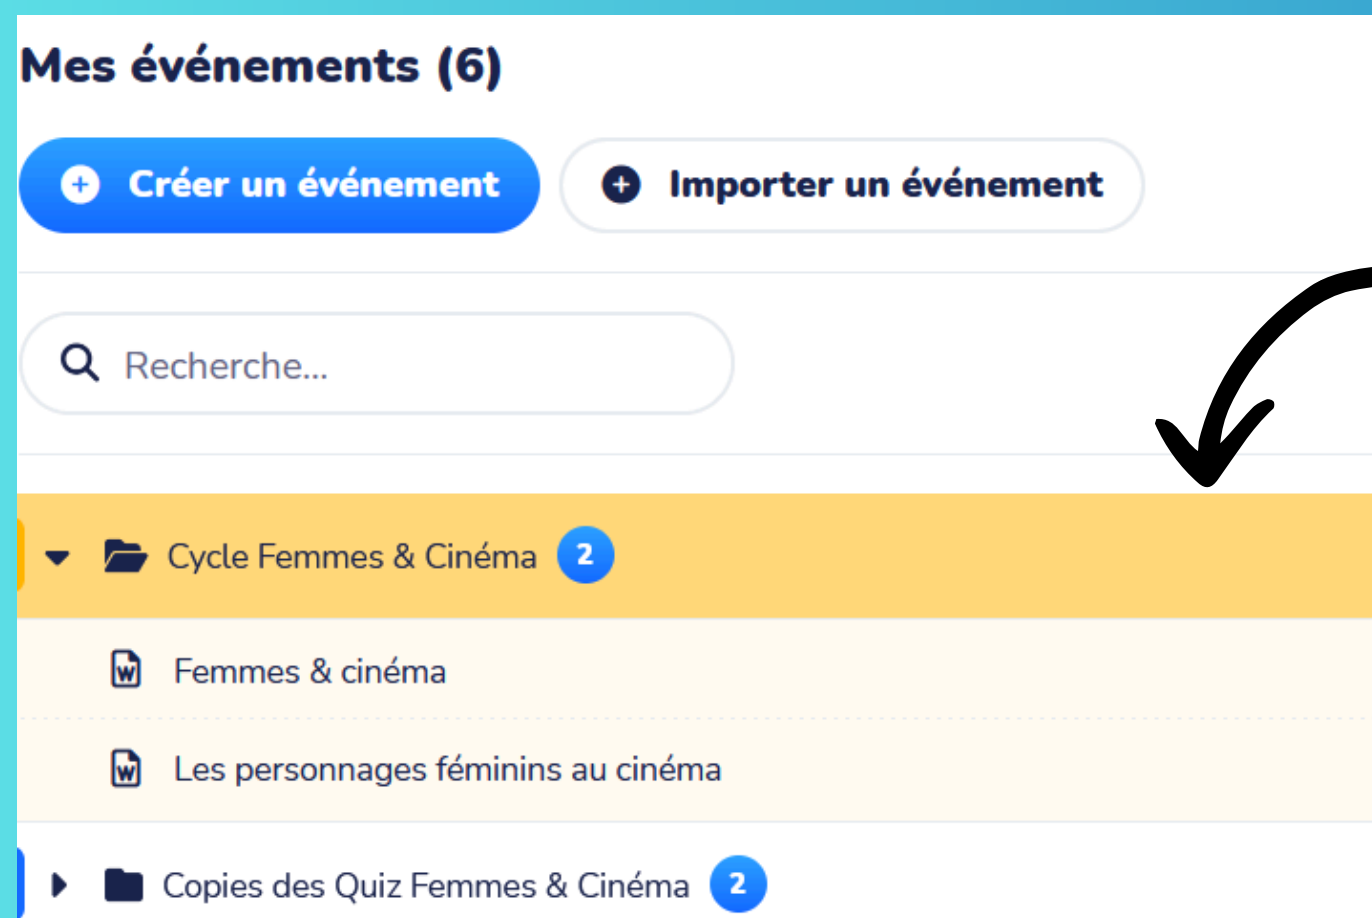 Mes événements (6)
Créer un événement
Importer un événement
Recherche...
Cycle Femmes & Cinéma 2
Femmes & cinéma
Les personnages féminins au cinéma
Copies des Quiz Femmes & Cinéma 2